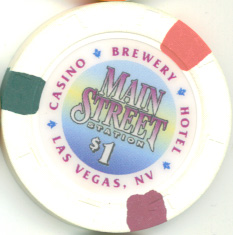 CASINO BREWERY HOTEL
MAIN
STREET
STATION
$1
LAS VEGAS, NV